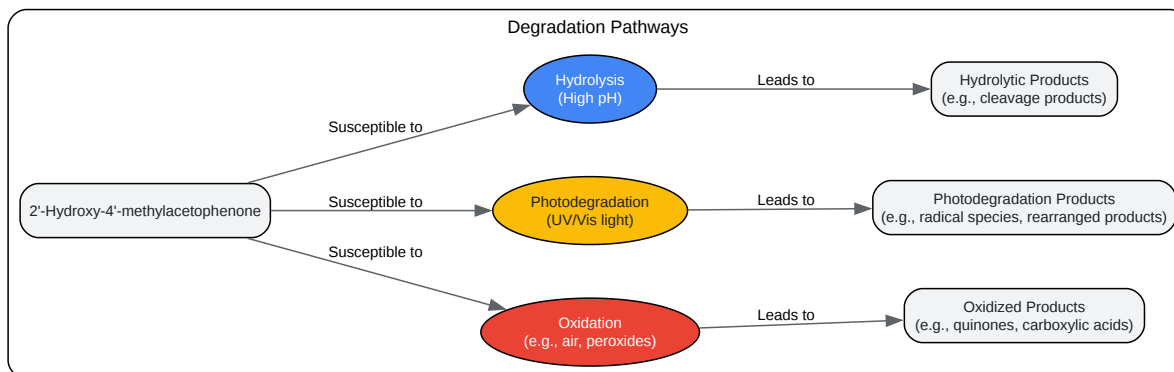 Degradation Pathways
Hydrolysis
(High pH)
Leads to
Hydrolytic Products
(e.g., cleavage products)
Susceptible to
2'-Hydroxy-4'-methylacetophenone
Susceptible to
Photodegradation
(UV/Vis light)
Leads to
Photodegradation Products
(e.g., radical species, rearranged products)
Susceptible to
Oxidation
(e.g., air, peroxides)
Leads to
Oxidized Products
(e.g., quinones, carboxylic acids)